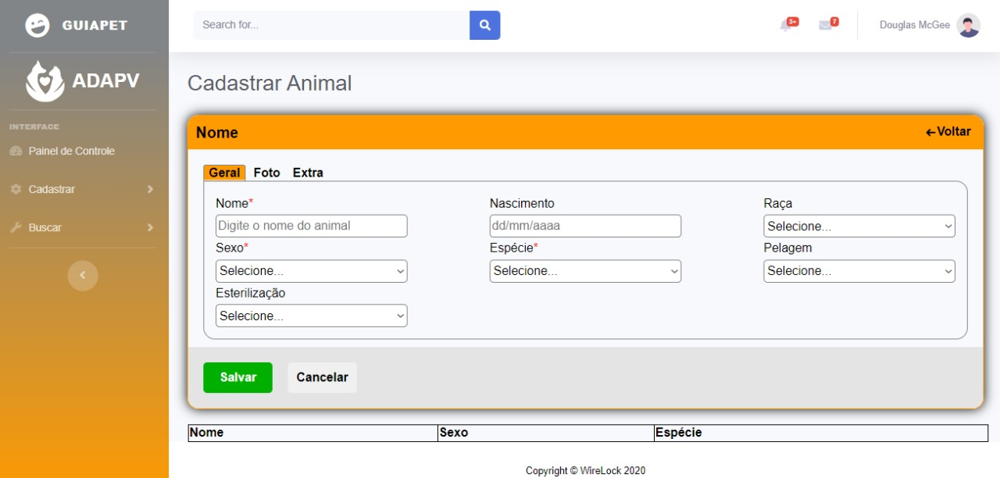 GUIAPET
Search for...
3+
7
Douglas McGee
ADAPV
INTERFACE
Painel de Controle
Cadastrar
Buscar
Cadastrar Animal
Nome
←Voltar
Geral Foto Extra
Nome* Nascimento Raça
Digite o nome do animal dd/mm/aaaa Selecione...
Sexo* Espécie* Pelagem
Selecione... Selecione... Selecione...
Esterilização
Selecione...
Salvar Cancelar
Nome Sexo Espécie
Copyright © WireLock 2020